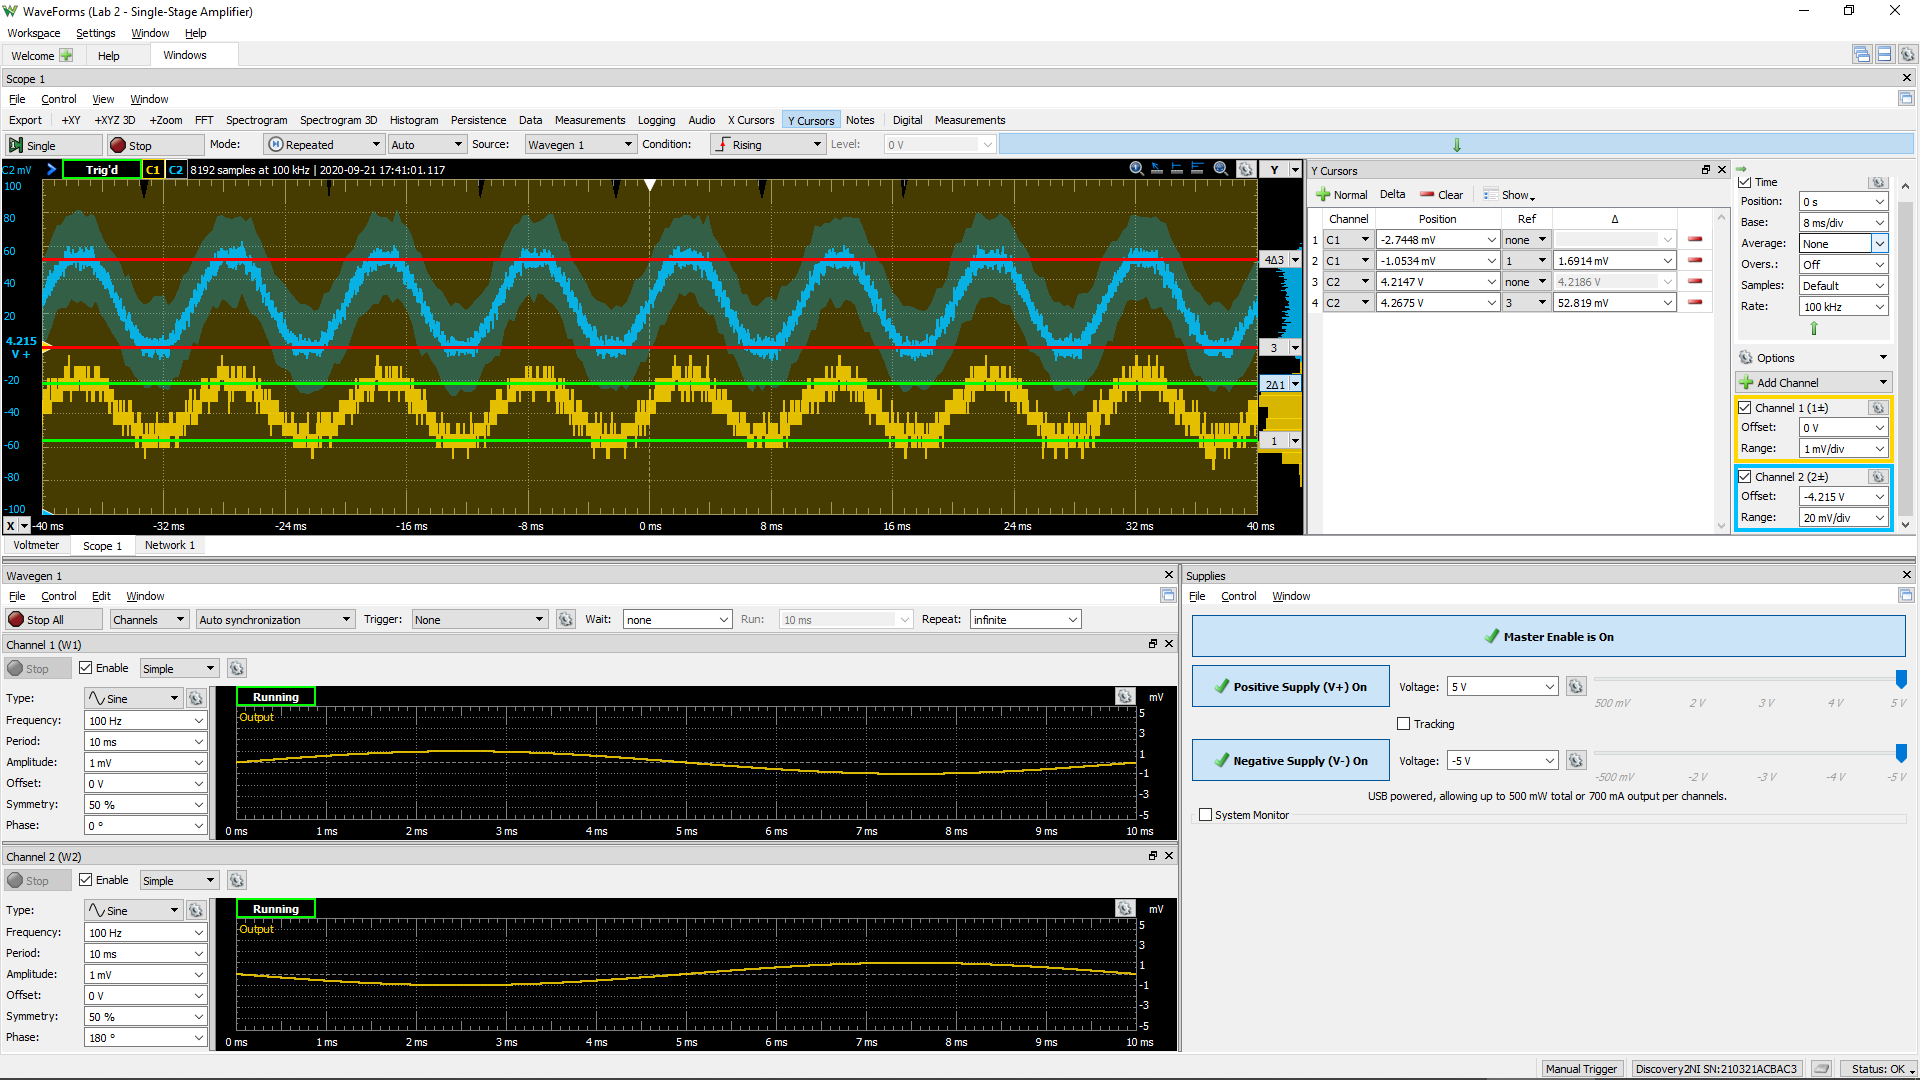 WaveForms (Lab 2 - Single-Stage Amplifier)
Workspace Settings Window Help
Welcome Help Windows
Scope 1
File Control View Window
Export +XY +XYZ 3D +Zoom FFT Spectrogram Spectrogram 3D Histogram Persistence Data Measurements Logging Audio X Cursors Y Cursors Notes Digital Measurements
Single Stop Mode: Repeated Auto Source: Wavegen 1 Condition: Rising Level: 0 V
C2 mV Trig'd C1 C2 8192 samples at 100 kHz | 2020-09-21 17:41:01.117 Y
100
80
60
40
20
4.215
V +
-20
-40
-60
-80
-100
4Δ3
3
2Δ1
1
X -40 ms -32 ms -24 ms -16 ms -8 ms 0 ms 8 ms 16 ms 24 ms 32 ms 40 ms
Y Cursors
Normal Delta Clear Show
Channel Position Ref Δ
1 C1 -2.7448 mV none
2 C1 -1.0534 mV 1 1.6914 mV
3 C2 4.2147 V none 4.2186 V
4 C2 4.2675 V 3 52.819 mV
Time
Position: 0 s
Base: 8 ms/div
Average: None
Overs.: Off
Samples: Default
Rate: 100 kHz
Options
Add Channel
Channel 1 (1±)
Offset: 0 V
Range: 1 mV/div
Channel 2 (2±)
Offset: -4.215 V
Range: 20 mV/div
Voltmeter Scope 1 Network 1
Wavegen 1
File Control Edit Window
Stop All Channels Auto synchronization Trigger: None Wait: none Run: 10 ms Repeat: infinite
Channel 1 (W1)
Stop Enable Simple
Type: Sine
Frequency: 100 Hz
Period: 10 ms
Amplitude: 1 mV
Offset: 0 V
Symmetry: 50 %
Phase: 0 °
Running mV
Output
5
3
1
-1
-3
-5
0 ms 1 ms 2 ms 3 ms 4 ms 5 ms 6 ms 7 ms 8 ms 9 ms 10 ms
Channel 2 (W2)
Stop Enable Simple
Type: Sine
Frequency: 100 Hz
Period: 10 ms
Amplitude: 1 mV
Offset: 0 V
Symmetry: 50 %
Phase: 180 °
Running mV
Output
5
3
1
-1
-3
-5
0 ms 1 ms 2 ms 3 ms 4 ms 5 ms 6 ms 7 ms 8 ms 9 ms 10 ms
Supplies
File Control Window
Master Enable is On
Positive Supply (V+) On Voltage: 5 V
500 mV 2 V 3 V 4 V 5 V
Tracking
Negative Supply (V-) On Voltage: -5 V
-500 mV -2 V -3 V -4 V -5 V
USB powered, allowing up to 500 mW total or 700 mA output per channels.
System Monitor
Manual Trigger Discovery2NI SN:210321ACBAC3 Status: OK